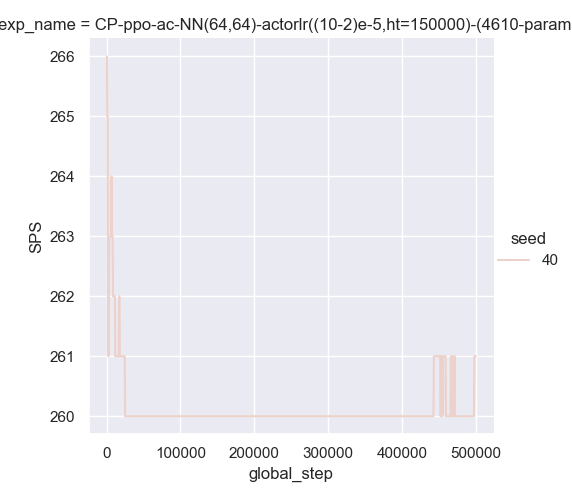 exp_name = CP-ppo-ac-NN(64,64)-actorlr((10-2)e-5,ht=150000)-(4610-param
266
265
264
263
262
261
260
SPS
0 100000 200000 300000 400000 500000
global_step
seed
40